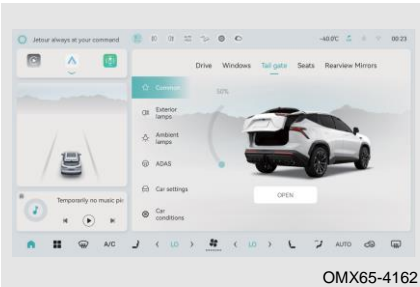 Jetour always at your command
-40.0°C
00:23
Drive Windows Tail gate Seats Rearview Mirrors
Common
Exterior
lamps
Ambient
lamps
ADAS
Car settings
Car
conditions
OPEN
Temporarily no music pic
A/C
LO
LO
AUTO
OMX65-4162